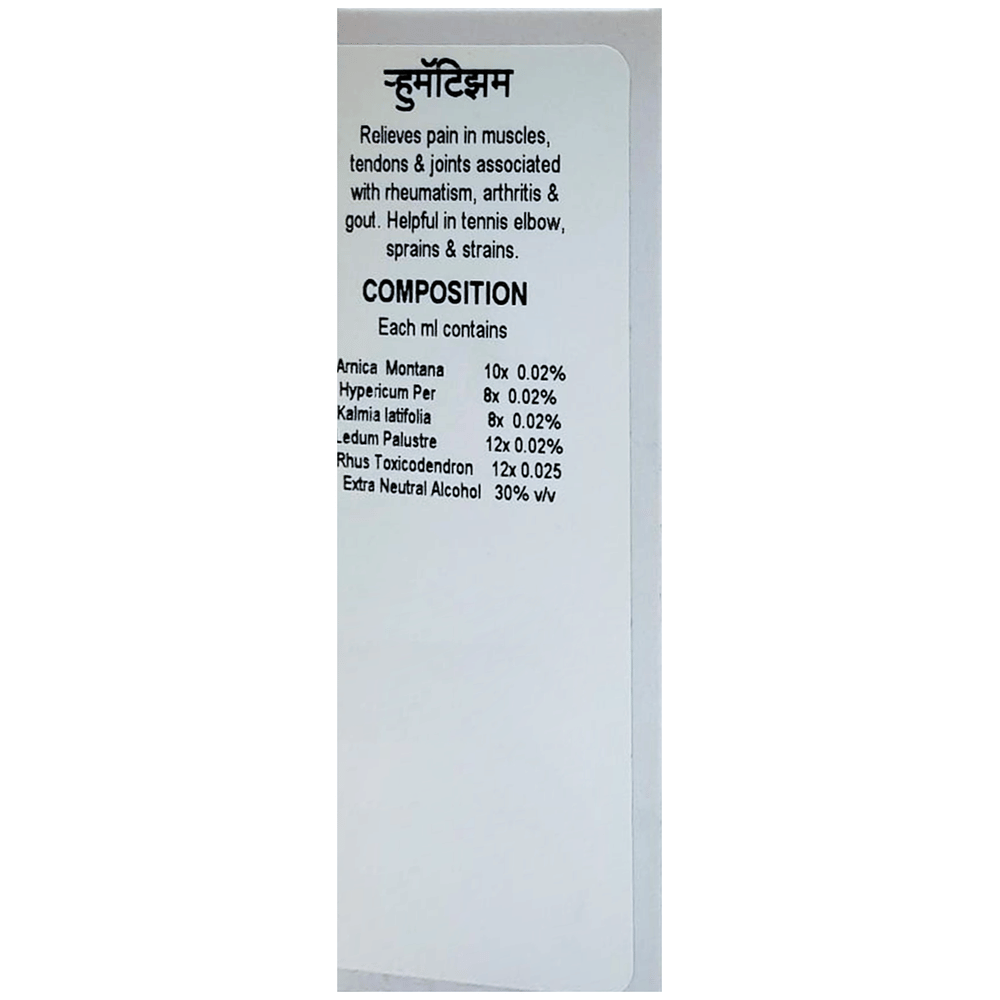 ऱ्हुमॅटिझम
Relieves pain in muscles,
tendons & joints associated
with rheumatism, arthritis &
gout. Helpful in tennis elbow,
sprains & strains.
COMPOSITION
Each ml contains
Arnica Montana 10x 0.02%
Hypericum Per 8x 0.02%
Kalmia latifolia 8x 0.02%
Ledum Palustre 12x 0.02%
Rhus Toxicodendron 12x 0.025
Extra Neutral Alcohol 30% v/v